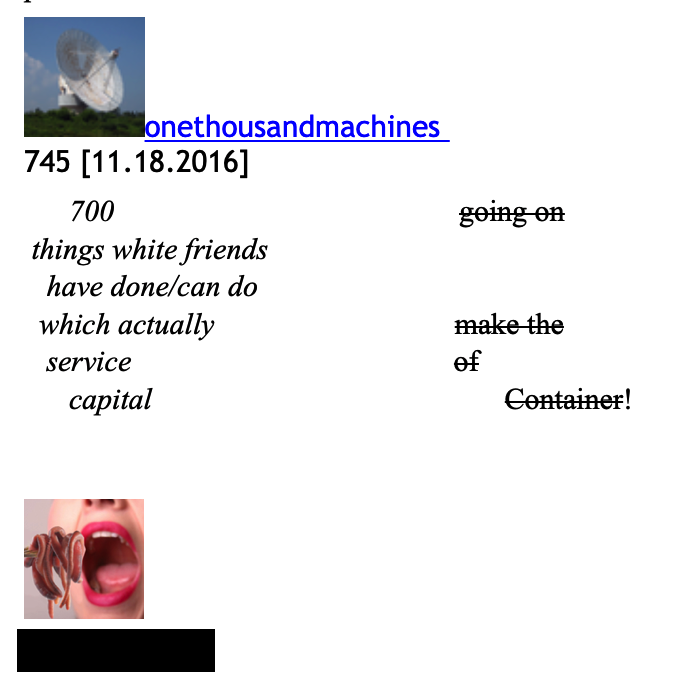 onethousandmachines
745 [11.18.2016]
700 going on
things white friends
have done/can do
which actually make the
service of
capital Container!